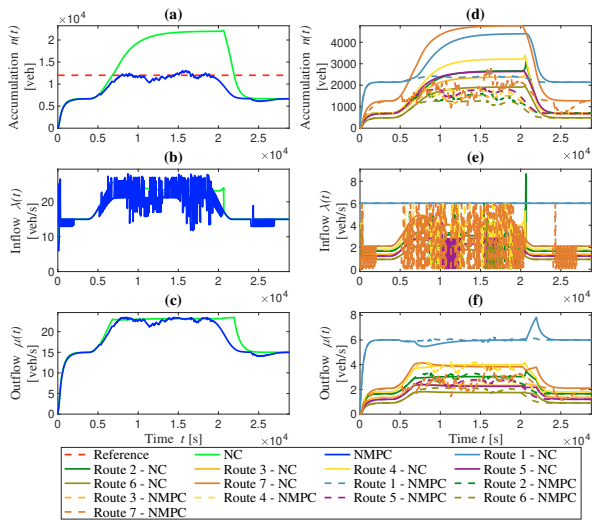 (a)
×10⁴
Accumulation n(t)
[veh]
2
1.5
1
0.5
0
0 0.5 1 1.5 2 2.5
×10⁴
(d)
Accumulation n(t)
[veh]
4000
3000
2000
1000
0
0 0.5 1 1.5 2 2.5
×10⁴
(b)
Inflow λ(t)
[veh/s]
30
20
10
0
0 0.5 1 1.5 2 2.5
×10⁴
(e)
Inflow λ(t)
[veh/s]
8
6
4
2
0
0 0.5 1 1.5 2 2.5
×10⁴
(c)
Outflow μ(t)
[veh/s]
20
15
10
5
0
0 0.5 1 1.5 2 2.5
Time t [s]
×10⁴
(f)
Outflow μ(t)
[veh/s]
8
6
4
2
0
0 0.5 1 1.5 2 2.5
Time t [s]
×10⁴
Reference NC NMPC Route 1 - NC
Route 2 - NC Route 3 - NC Route 4 - NC Route 5 - NC
Route 6 - NC Route 7 - NC Route 1 - NMPC Route 2 - NMPC
Route 3 - NMPC Route 4 - NMPC Route 5 - NMPC Route 6 - NMPC
Route 7 - NMPC